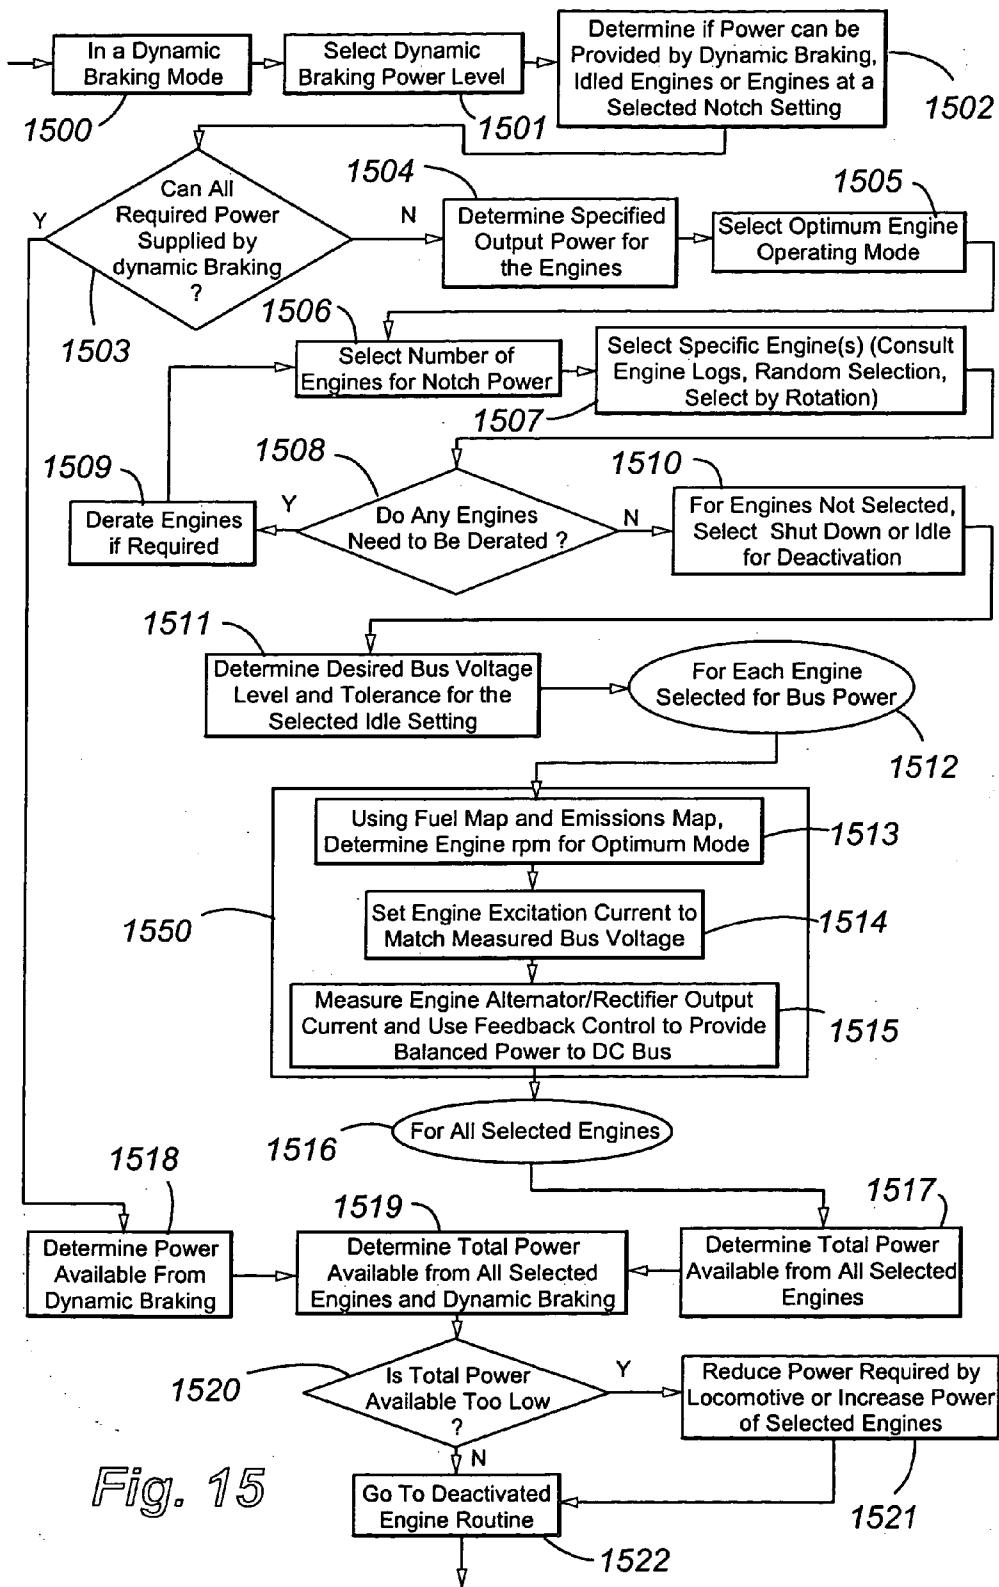 In a Dynamic
Braking Mode
1500
Select Dynamic
Braking Power Level
1501
Determine if Power can be
Provided by Dynamic Braking,
Idled Engines or Engines at a
Selected Notch Setting
1502
Can All
Required Power
Supplied by
dynamic Braking
?
Y
N
1503
1504
Determine Specified
Output Power for
the Engines
1505
Select Optimum Engine
Operating Mode
1506
Select Number of
Engines for Notch Power
Select Specific Engine(s) (Consult
Engine Logs, Random Selection,
Select by Rotation)
1507
1508
Do Any Engines
Need to Be Derated ?
Y
N
1509
Derate Engines
if Required
1510
For Engines Not Selected,
Select Shut Down or Idle
for Deactivation
1511
Determine Desired Bus Voltage
Level and Tolerance for the
Selected Idle Setting
For Each Engine
Selected for Bus Power
1512
Using Fuel Map and Emissions Map,
Determine Engine rpm for Optimum Mode
1513
1550
Set Engine Excitation Current to
Match Measured Bus Voltage
1514
Measure Engine Alternator/Rectifier Output
Current and Use Feedback Control to Provide
Balanced Power to DC Bus
1515
For All Selected Engines
1516
1518
Determine Power
Available From
Dynamic Braking
1519
Determine Total Power
Available from All Selected
Engines and Dynamic Braking
1517
Determine Total Power
Available from All Selected
Engines
1520
Is Total Power
Available Too Low
?
Y
N
Reduce Power Required by
Locomotive or Increase Power
of Selected Engines
1521
Go To Deactivated
Engine Routine
1522
Fig. 15